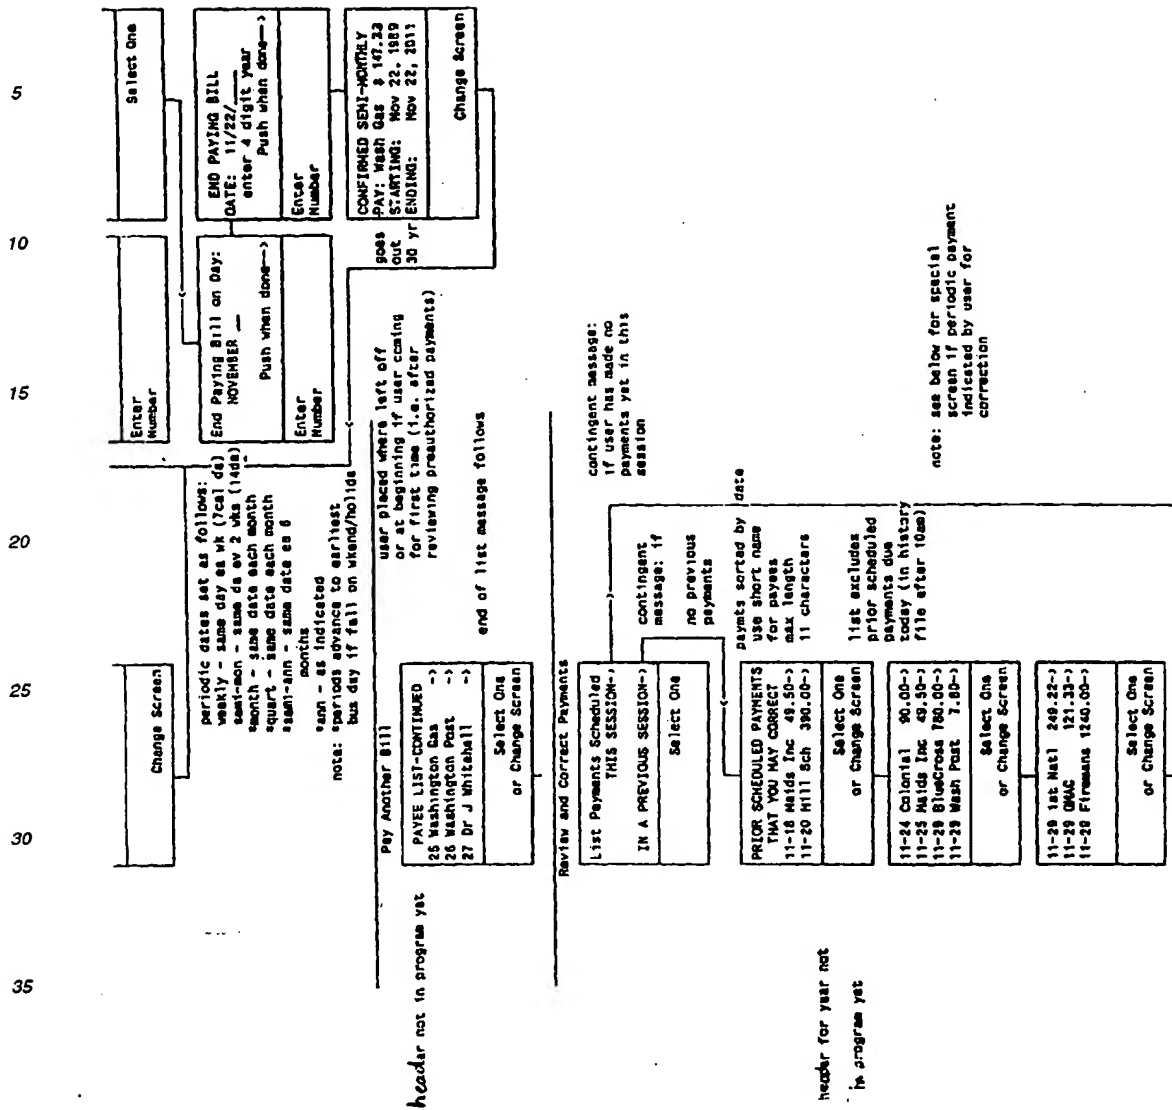 5
10
15
20
25
30
35
Select One
Enter
Number
Change Screen
END PAYING BILL
DATE: 11/22/____
enter 4 digit year
Push when done-->
Enter
Number
End Paying Bill on Day:
NOVEMBER __
Push when done-->
Enter
Number
CONFIRMED SEMI-MONTHLY
PAY: Wash Gas $ 147.33
STARTING: Nov 22, 1989
ENDING: Nov 22, 2011
Change Screen
goes
out
30 yr
periodic dates set as follows:
weekly - same day ea wk (7cal da)
semi-mon - same da ev 2 wks (14da)
*month - same date each month
*quart - same date each month
*semi-ann - same date ea 6
months
*ann - as indicated
note: *periods advance to earliest
bus day if fall on wkend/holida
Pay Another Bill
header not in program yet
PAYEE LIST-CONTINUED
25 Washington Gas ->
26 Washington Post ->
27 Dr J Whitehall ->
Select One
or Change Screen
user placed where left off
or at beginning if user coming
for first time (i.e. after
reviewing preauthorized payments)
end of list message follows
Review and Correct Payments
List Payments Scheduled
THIS SESSION->
IN A PREVIOUS SESSION->
Select One
contingent message:
if user has made no
payments yet in this
session
contingent
message: if
no previous
payments
header for year not
in program yet
PRIOR SCHEDULED PAYMENTS
THAT YOU MAY CORRECT
11-18 Maids Inc 49.50->
11-20 Hill Sch 390.00->
Select One
or Change Screen
paymts sorted by date
use short name
for payees
max length
11 characters
11-24 Colonial 90.00->
11-25 Maids Inc 49.50->
11-29 BlueCross 780.00->
11-29 Wash Post 7.80->
Select One
or Change Screen
list excludes
prior scheduled
payments due
today (in history
file after 10am)
11-29 1st Natl 249.22->
11-29 GMAC 121.33->
11-29 Firemans 1240.00->
Select One
or Change Screen
note: see below for special
screen if periodic payment
indicated by user for
correction